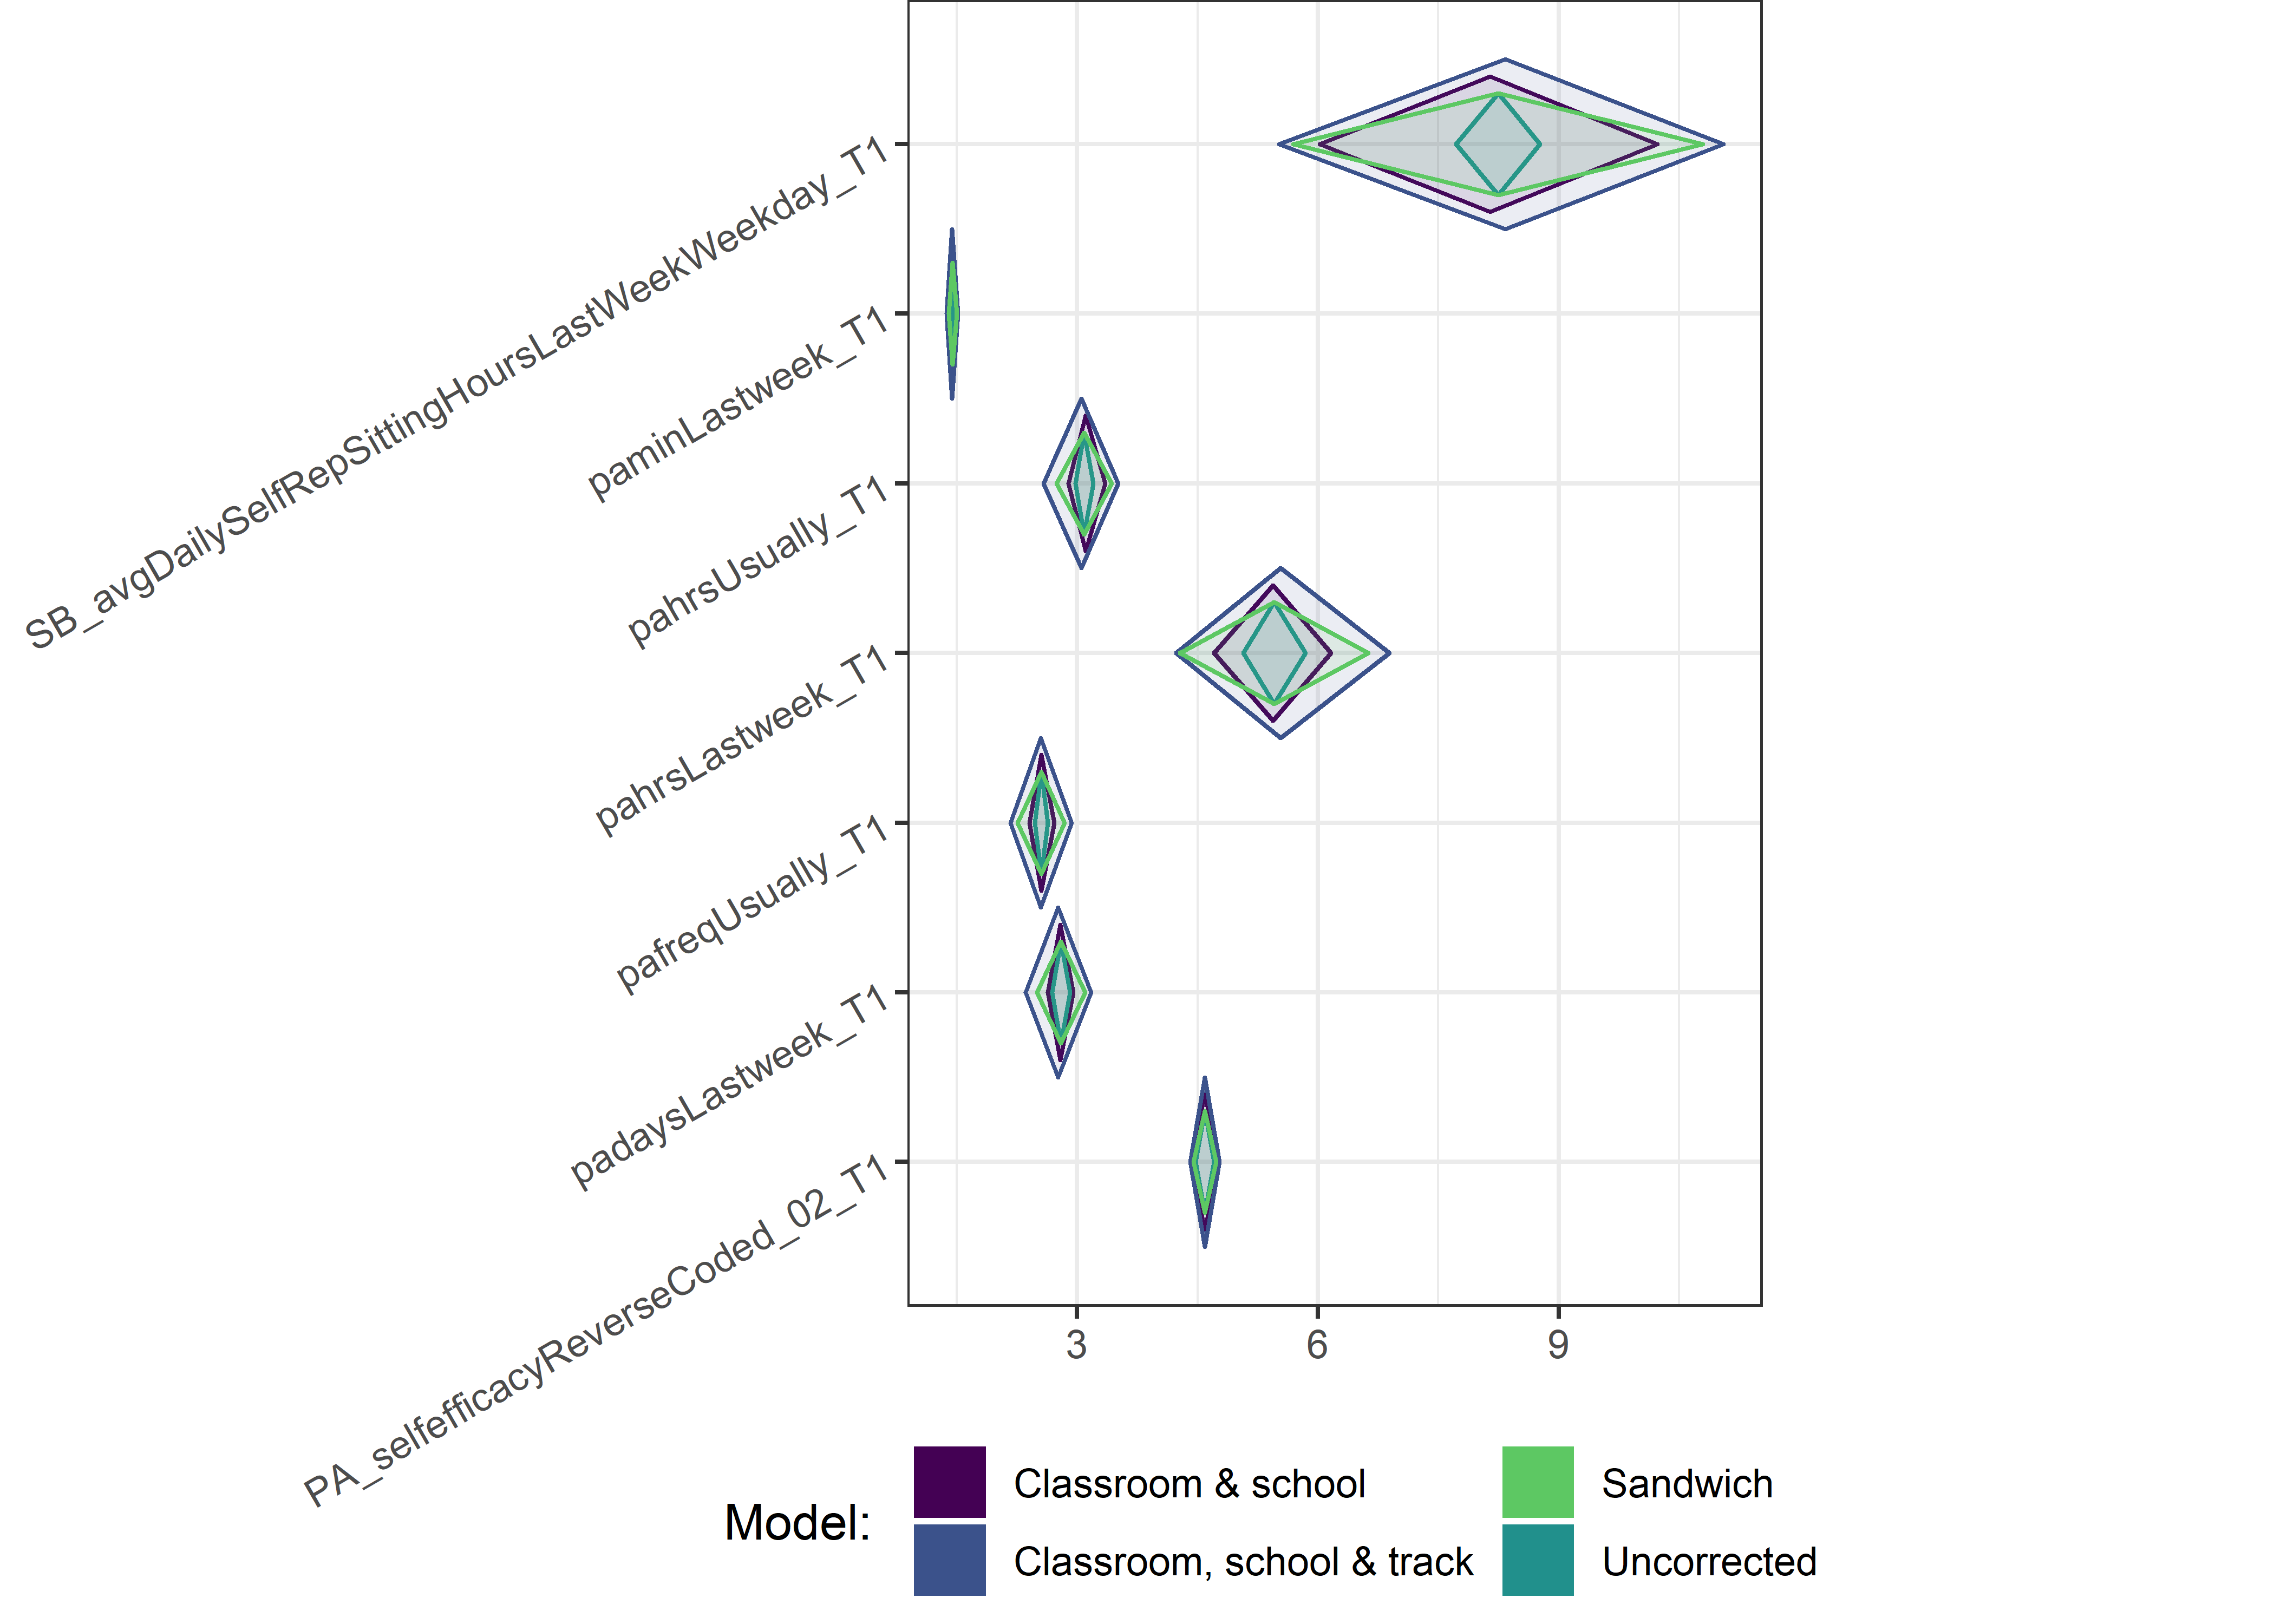 SB_avgDailySelfRepSittingHoursLastWeekWeekday_T1
paminLastweek_T1
pahrsUsually_T1
pahrsLastweek_T1
pafreqUsually_T1
padaysLastweek_T1
PA_selfefficacyReverseCoded_02_T1
3 6 9
Model:
Classroom & school
Sandwich
Classroom, school & track
Uncorrected